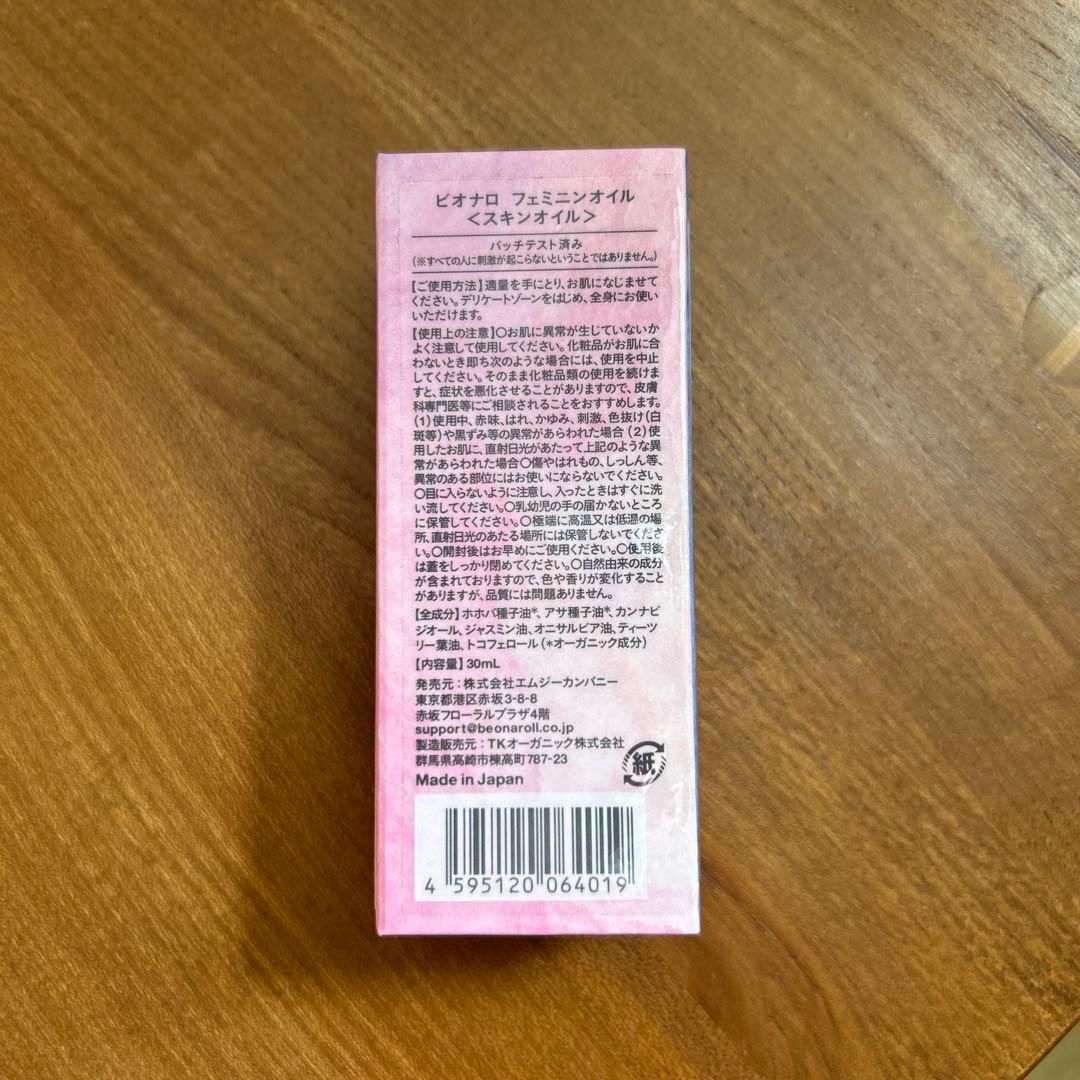 ビオナロ フェミニンオイル
＜スキンオイル＞
パッチテスト済み
（※すべての人に刺激が起こらないということではありません。）
【ご使用方法】適量を手にとり、お肌になじませて
ください。デリケートゾーンをはじめ、全身にお使い
いただけます。
【使用上の注意】〇お肌に異常が生じていないか
よく注意して使用してください。化粧品がお肌に合
わないとき即ち次のような場合には、使用を中止
してください。そのまま化粧品類の使用を続けま
すと、症状を悪化させることがありますので、皮膚
科専門医等にご相談されることをおすすめします。
（1）使用中、赤味、はれ、かゆみ、刺激、色抜け（白
斑等）や黒ずみ等の異常があらわれた場合（2）使
用したお肌に、直射日光があたって上記のような異
常があらわれた場合〇傷やはれもの、しっしん等、
異常のある部位にはお使いにならないでください。
〇目に入らないように注意し、入ったときはすぐに洗
い流してください。〇乳幼児の手の届かないところ
に保管してください。〇極端に高温又は低温の場
所、直射日光のあたる場所には保管しないでくださ
い。〇開封後はお早めにご使用ください。〇使用後
は蓋をしっかり閉めてください。〇自然由来の成分
が含まれておりますので、色や香りが変化すること
がありますが、品質には問題ありません。
【全成分】ホホバ種子油*、アサ種子油*、カンナビ
ジオール、ジャスミン油、オニサルビア油、ティーツ
リー葉油、トコフェロール（*オーガニック成分）
【内容量】30mL
発売元：株式会社エムジーカンパニー
東京都港区赤坂3-8-8
赤坂フローラルプラザ4階
support@beonaroll.co.jp
製造販売元：TKオーガニック株式会社
群馬県高崎市棟高町787-23
紙
Made in Japan
4 595120 064019